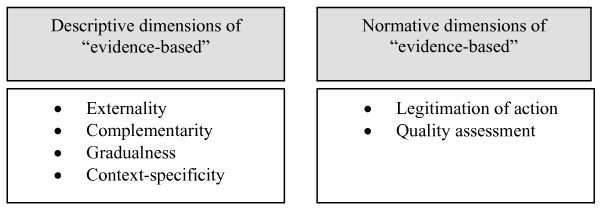 Descriptive dimensions of
“evidence-based”
• Externality
• Complementarity
• Gradualness
• Context-specificity
Normative dimensions of
“evidence-based”
• Legitimation of action
• Quality assessment